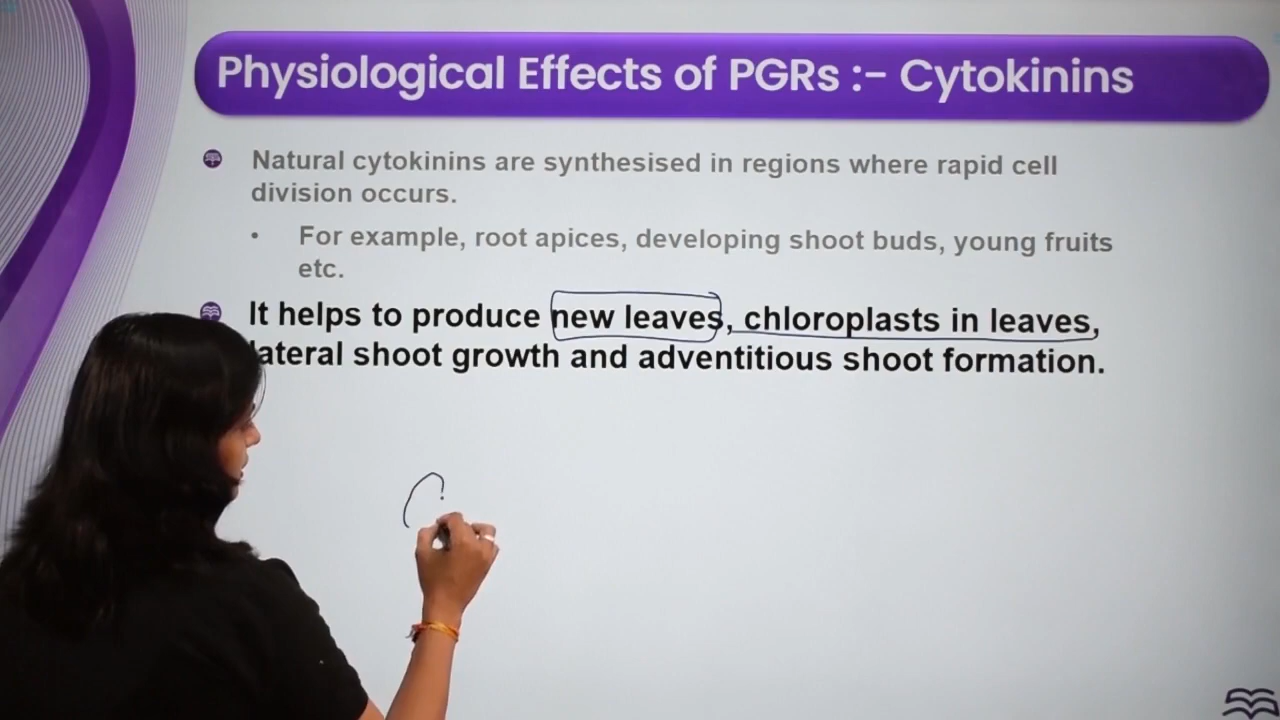 Physiological Effects of PGRs :- Cytokinins
Natural cytokinins are synthesised in regions where rapid cell
division occurs.
• For example, root apices, developing shoot buds, young fruits
etc.
It helps to produce new leaves, chloroplasts in leaves,
lateral shoot growth and adventitious shoot formation.